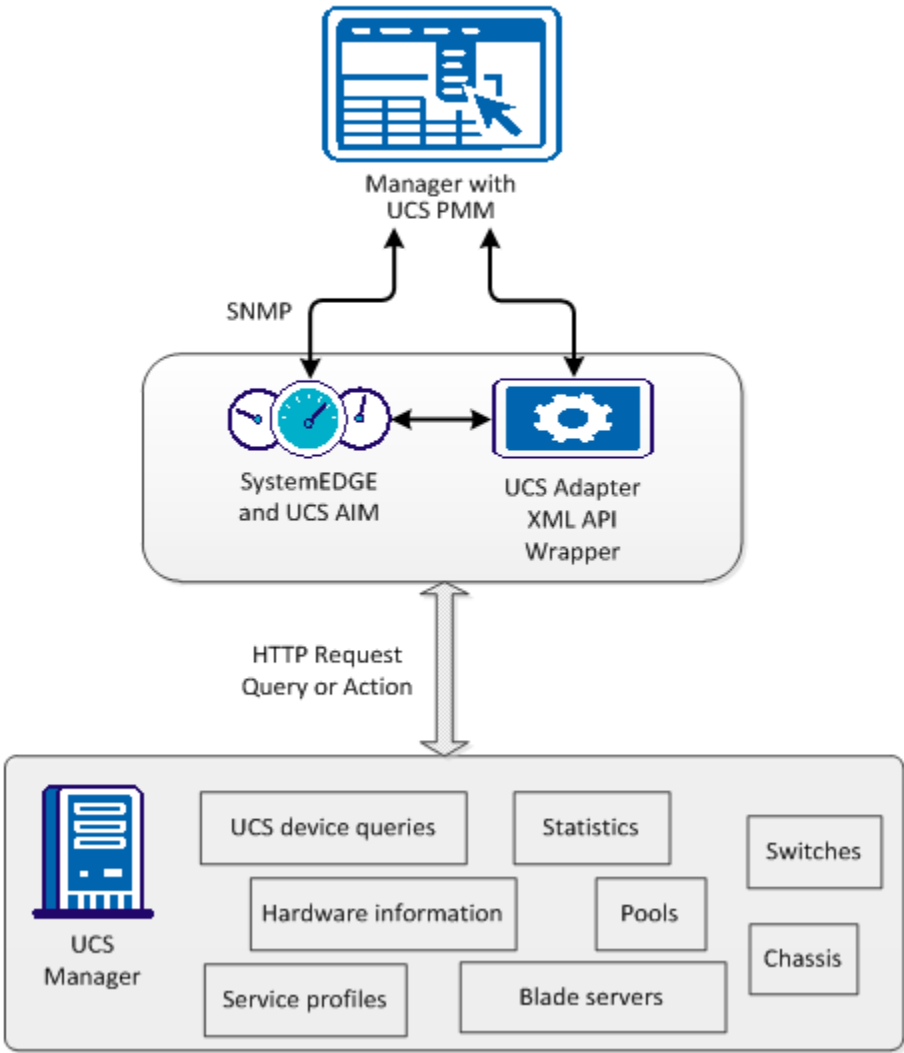 Manager with
UCS PMM
SNMP
SystemEDGE
and UCS AIM
UCS Adapter
XML API
Wrapper
HTTP Request
Query or Action
UCS device queries
Statistics
Switches
Hardware information
Pools
UCS
Manager
Chassis
Service profiles
Blade servers